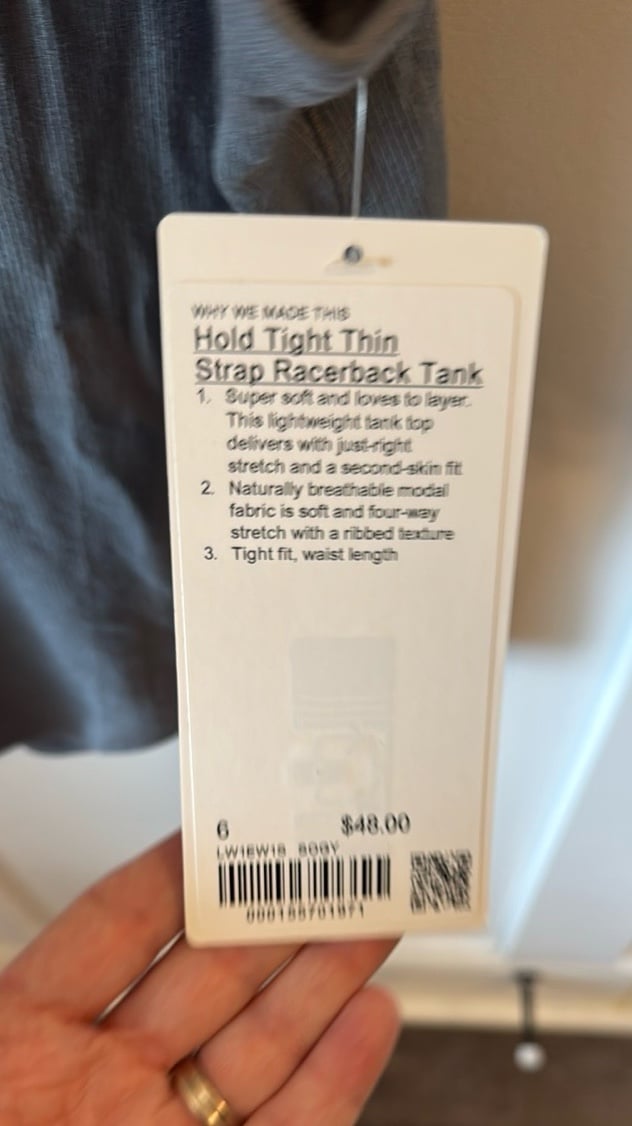 WHY WE MADE THIS
Hold Tight Thin
Strap Racerback Tank
1. Super soft and loves to layer.
This lightweight tank top
delivers with just-right
stretch and a second-skin fit
2. Naturally breathable modal
fabric is soft and four-way
stretch with a ribbed texture
3. Tight fit, waist length
6 $48.00